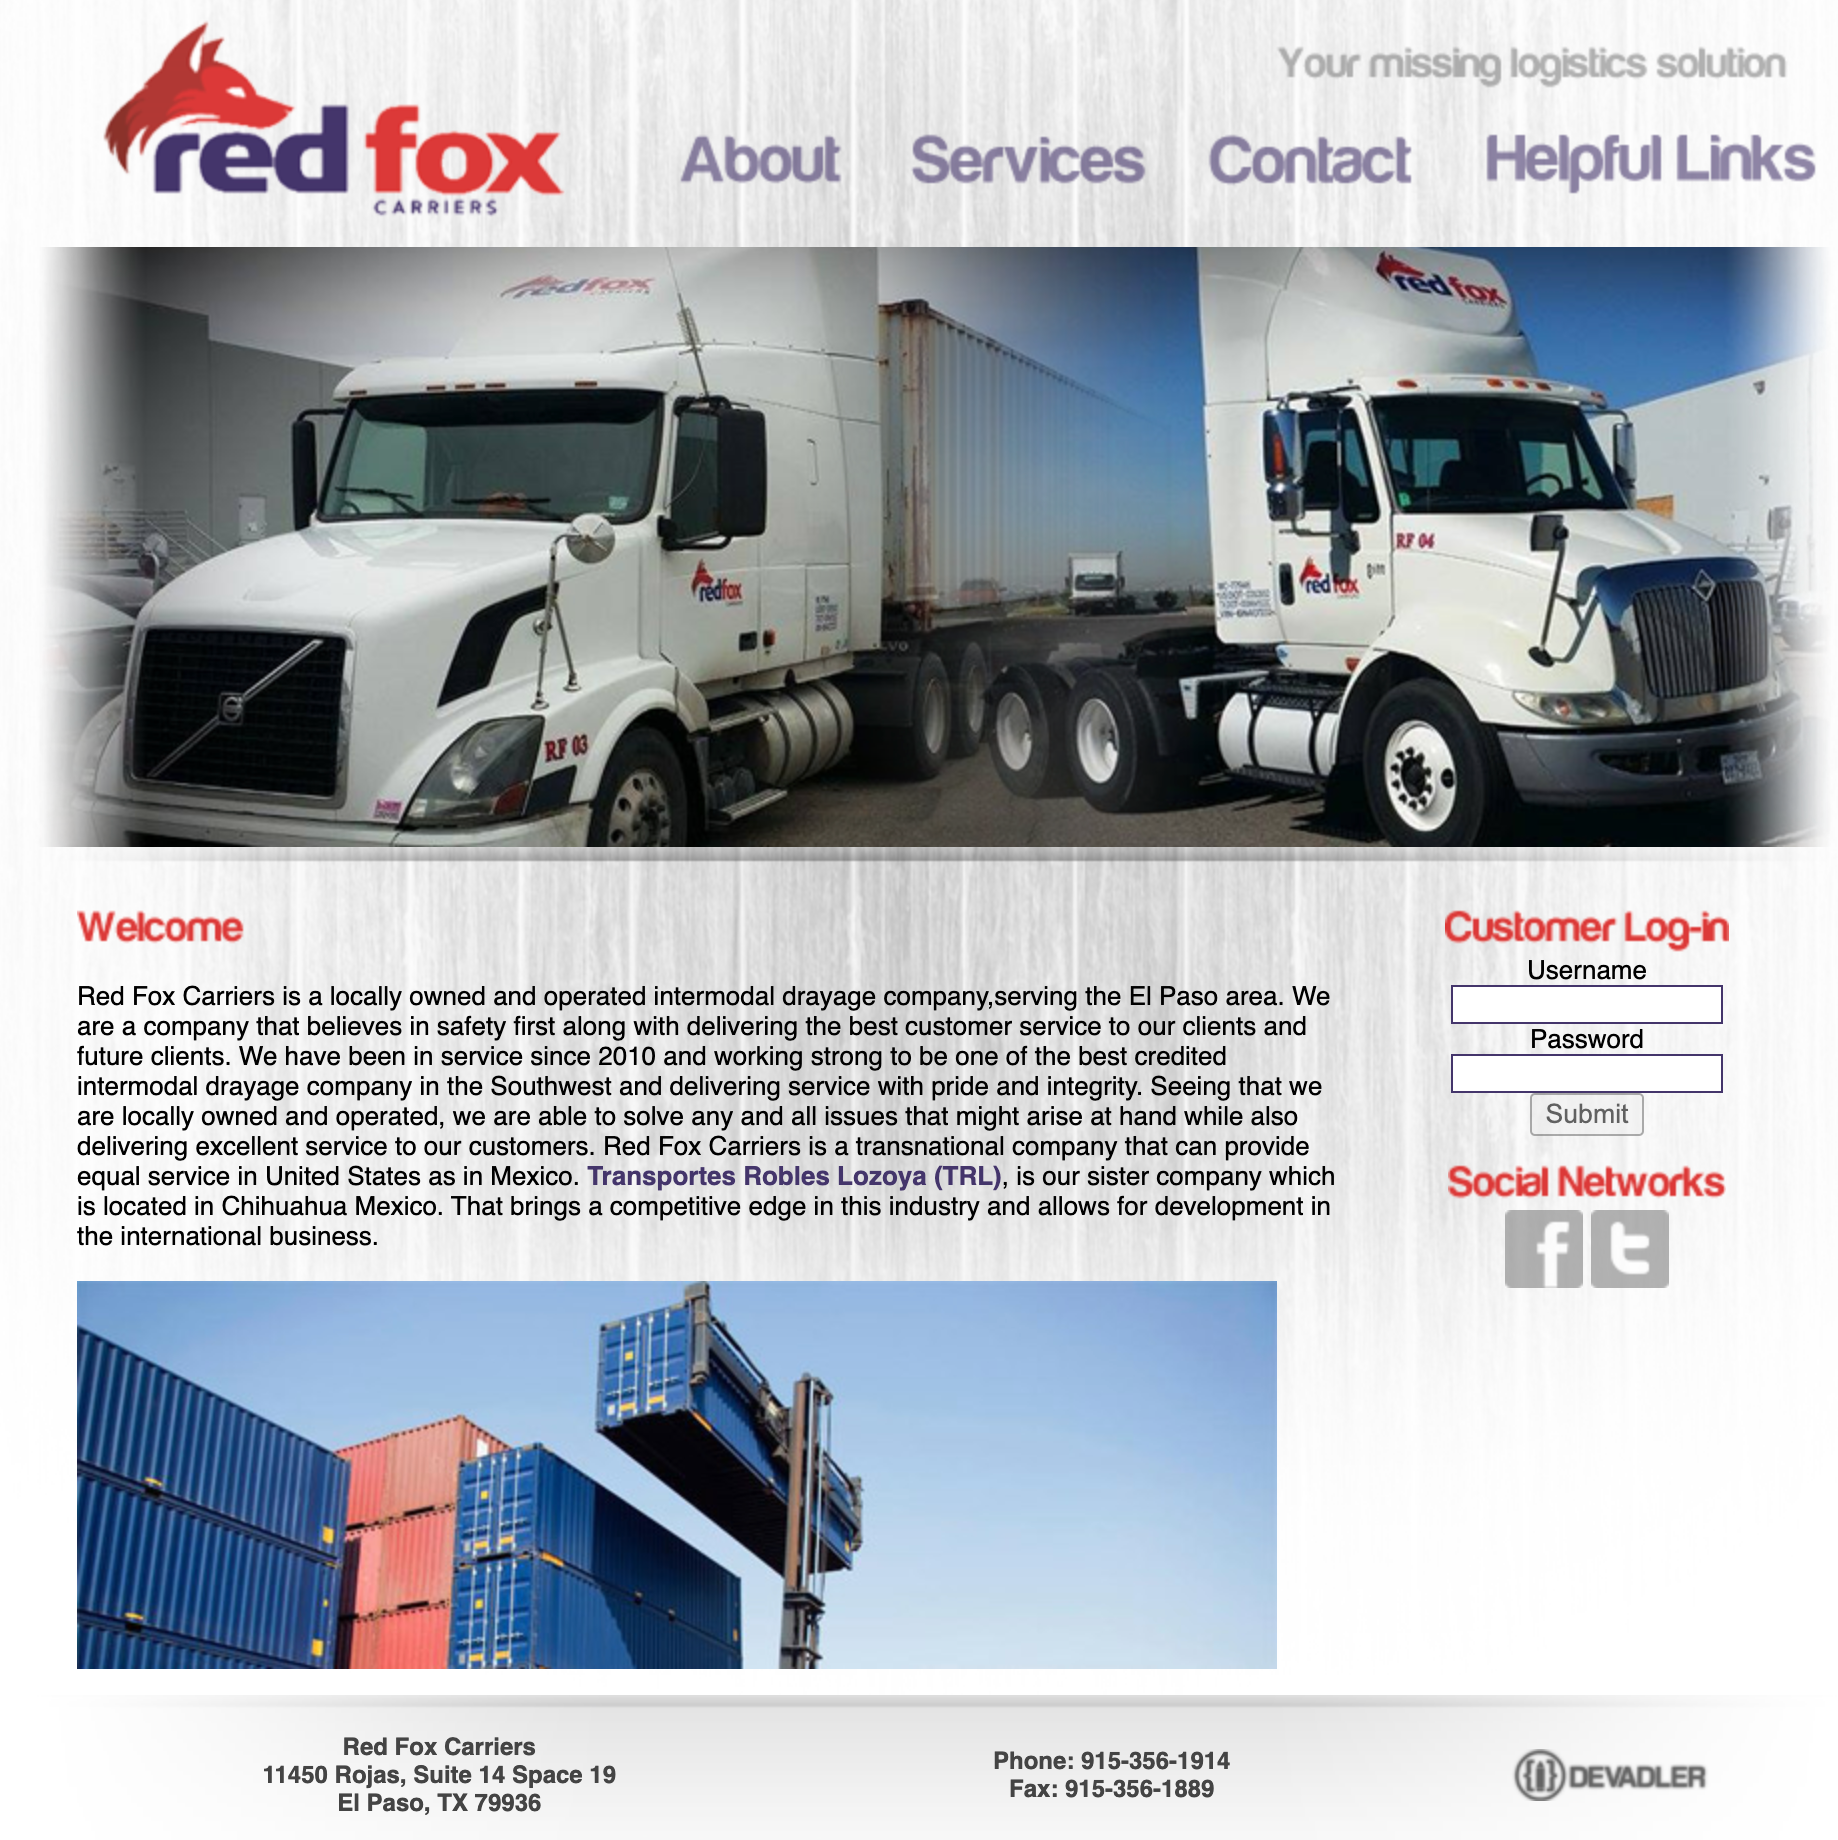 red fox
CARRIERS
Your missing logistics solution
About
Services
Contact
Helpful Links
redfox
redfox
CARRIERS
redfox
RF 03
redfox
RF 04
Welcome
Red Fox Carriers is a locally owned and operated intermodal drayage company,serving the El Paso area. We
are a company that believes in safety first along with delivering the best customer service to our clients and
future clients. We have been in service since 2010 and working strong to be one of the best credited
intermodal drayage company in the Southwest and delivering service with pride and integrity. Seeing that we
are locally owned and operated, we are able to solve any and all issues that might arise at hand while also
delivering excellent service to our customers. Red Fox Carriers is a transnational company that can provide
equal service in United States as in Mexico. Transportes Robles Lozoya (TRL), is our sister company which
is located in Chihuahua Mexico. That brings a competitive edge in this industry and allows for development in
the international business.
Customer Log-in
Username
Password
Submit
Social Networks
Red Fox Carriers
11450 Rojas, Suite 14 Space 19
El Paso, TX 79936
Phone: 915-356-1914
Fax: 915-356-1889
DEVADLER